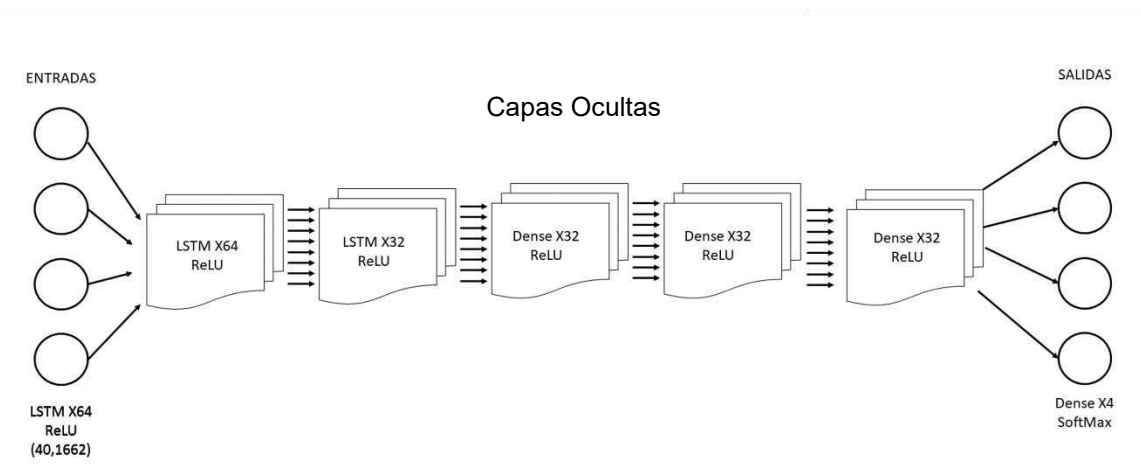 ENTRADAS
SALIDAS
Capas Ocultas
LSTM X64
ReLU
LSTM X32
ReLU
Dense X32
ReLU
Dense X32
ReLU
Dense X32
ReLU
LSTM X64
ReLU
(40,1662)
Dense X4
SoftMax